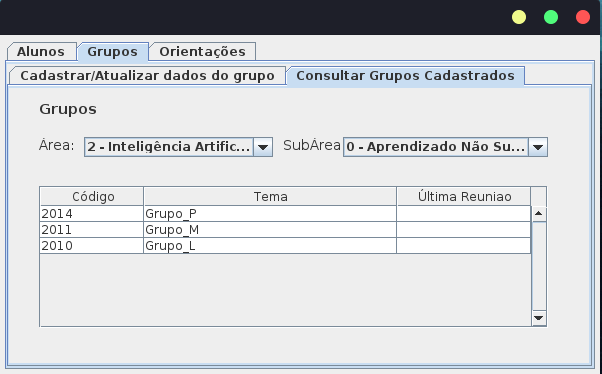 Alunos Grupos Orientações
Cadastrar/Atualizar dados do grupo Consultar Grupos Cadastrados
Grupos
Área: 2 - Inteligência Artific... SubÁrea 0 - Aprendizado Não Su...
Código Tema Última Reuniao
2014 Grupo_P
2011 Grupo_M
2010 Grupo_L